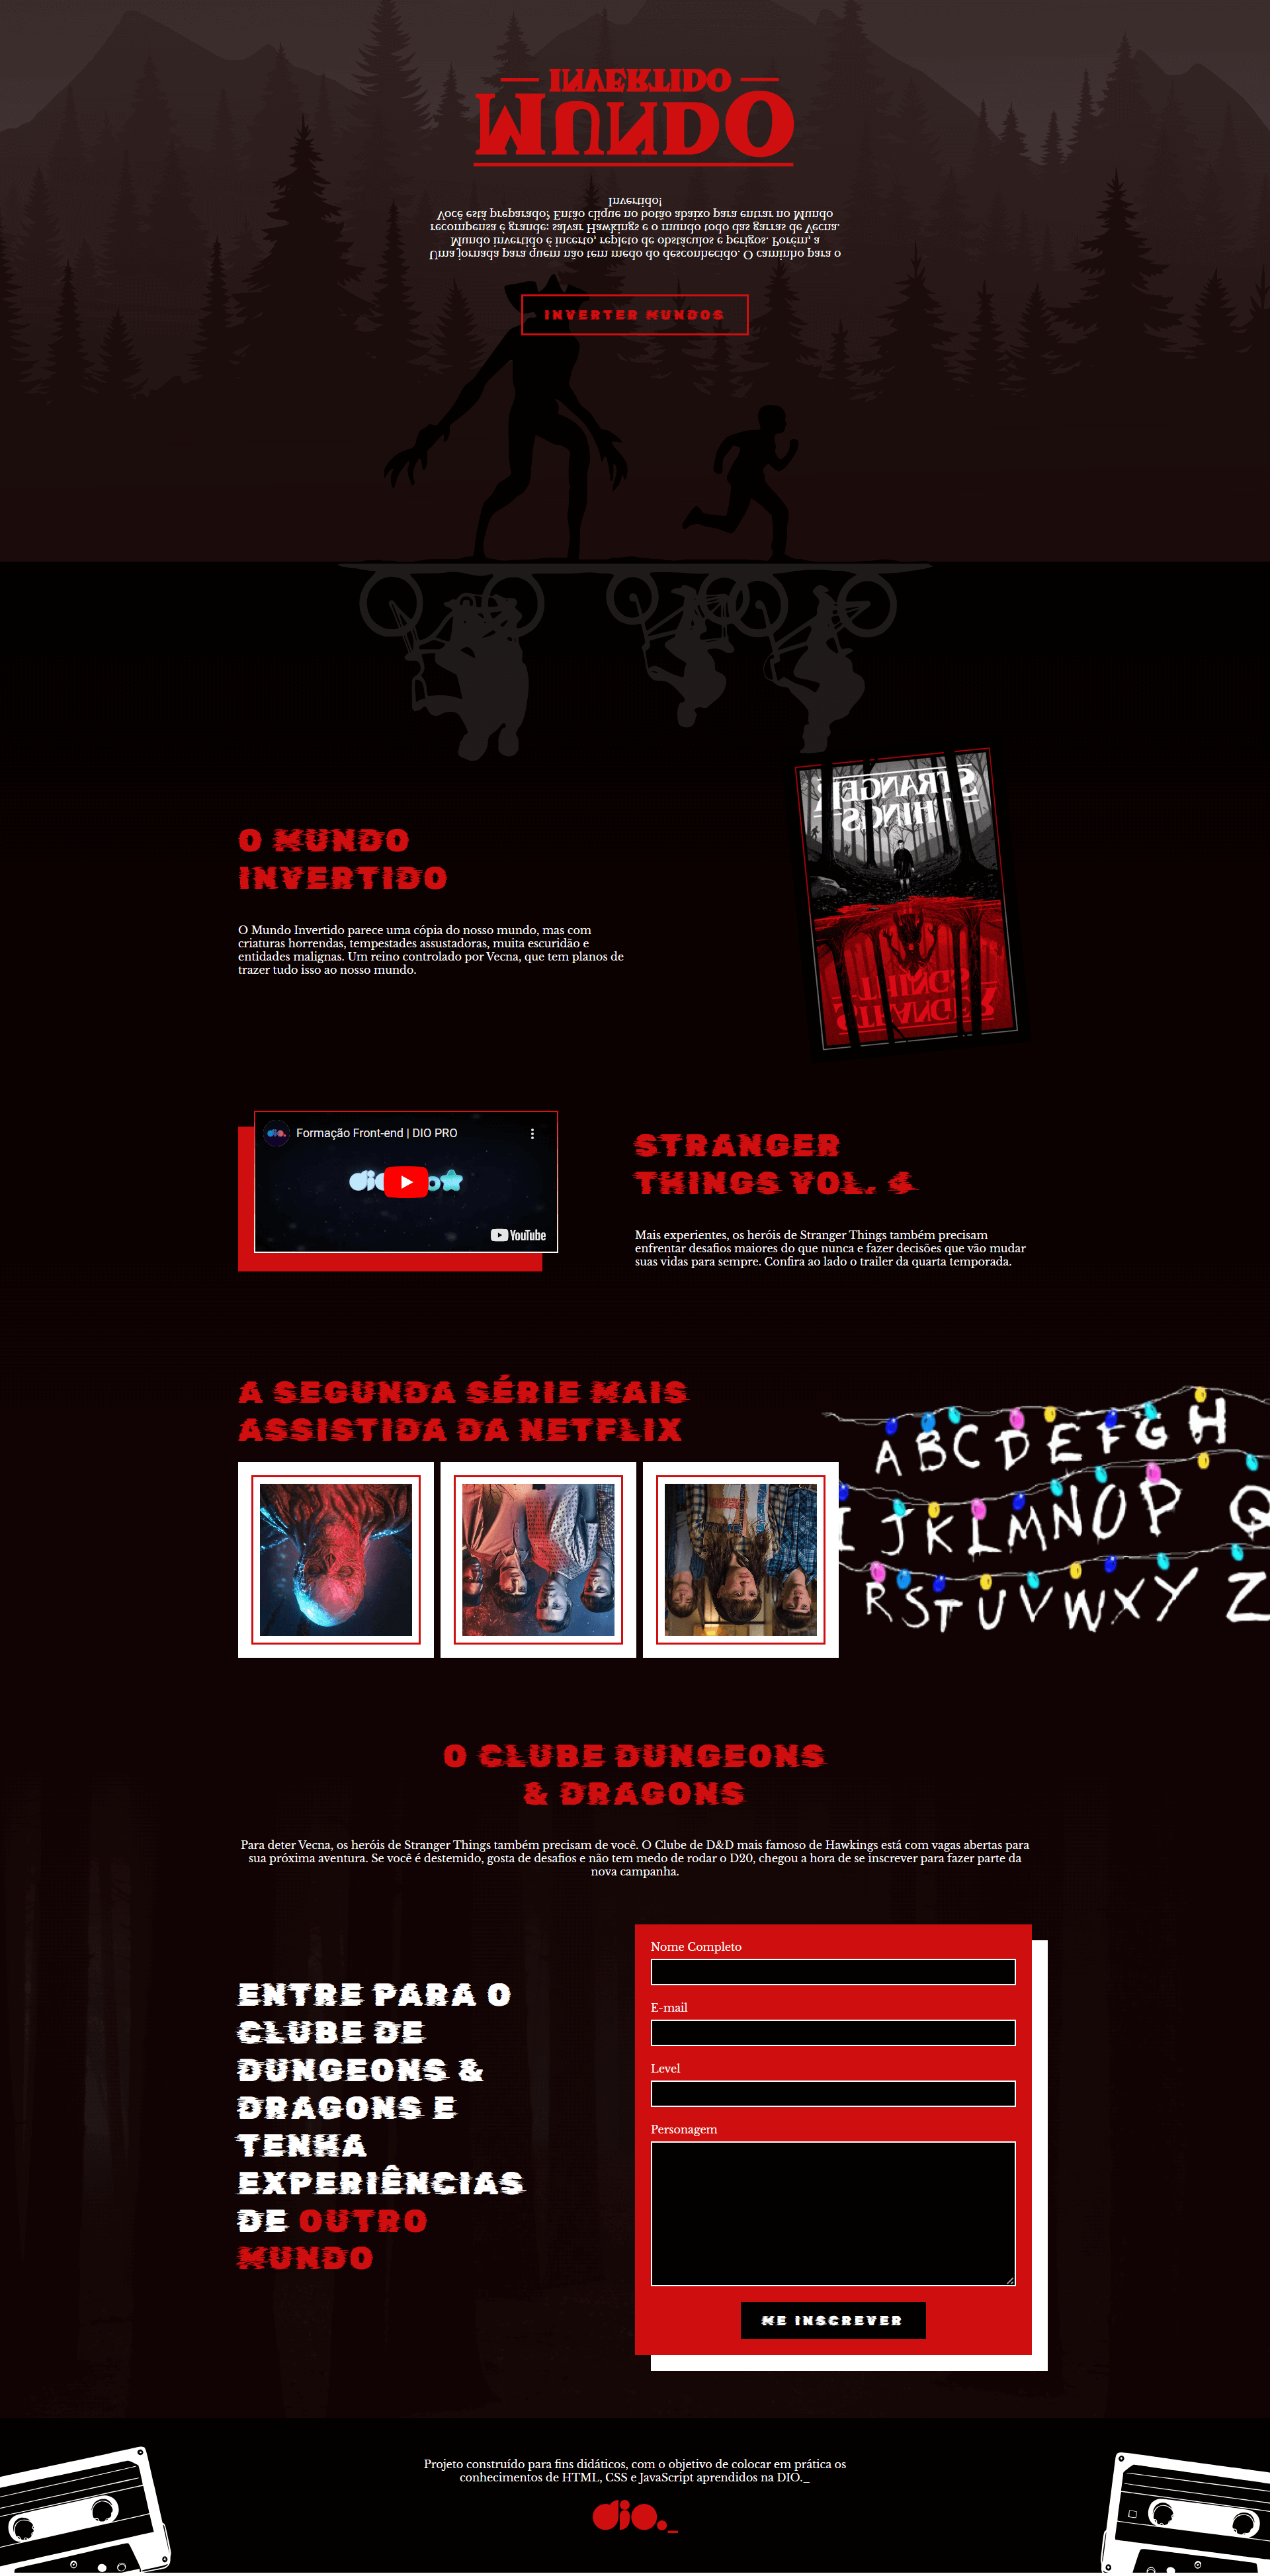 INVERTIDO
MUNDO
Uma jornada para quem não tem medo do desconhecido. O caminho para o
Mundo invertido é incerto, repleto de obstáculos e perigos. Porém, a
recompensa é grande: salvar Hawkings e o mundo todo das garras de Vecna.
Você está preparado? Então clique no botão abaixo para entrar no Mundo
Invertido!
INVERTER MUNDOS
STRANGER
THINGS
THINGS
STRANGER
O MUNDO
INVERTIDO
O Mundo Invertido parece uma cópia do nosso mundo, mas com
criaturas horrendas, tempestades assustadoras, muita escuridão e
entidades malignas. Um reino controlado por Vecna, que tem planos de
trazer tudo isso ao nosso mundo.
dio. Formação Front-end | DIO PRO
YouTube
STRANGER
THINGS VOL. 4
Mais experientes, os heróis de Stranger Things também precisam
enfrentar desafios maiores do que nunca e fazer decisões que vão mudar
suas vidas para sempre. Confira ao lado o trailer da quarta temporada.
A SEGUNDA SÉRIE MAIS
ASSISTIDA DA NETFLIX
A B C D E F G H
I J K L M N O P Q
R S T U V W X Y Z
O CLUBE DUNGEONS
& DRAGONS
Para deter Vecna, os heróis de Stranger Things também precisam de você. O Clube de D&D mais famoso de Hawkings está com vagas abertas para
sua próxima aventura. Se você é destemido, gosta de desafios e não tem medo de rodar o D20, chegou a hora de se inscrever para fazer parte da
nova campanha.
ENTRE PARA O
CLUBE DE
DUNGEONS &
DRAGONS E
TENHA
EXPERIÊNCIAS
DE OUTRO
MUNDO
Nome Completo
E-mail
Level
Personagem
ME INSCREVER
Projeto construído para fins didáticos, com o objetivo de colocar em prática os
conhecimentos de HTML, CSS e JavaScript aprendidos na DIO._
dio._